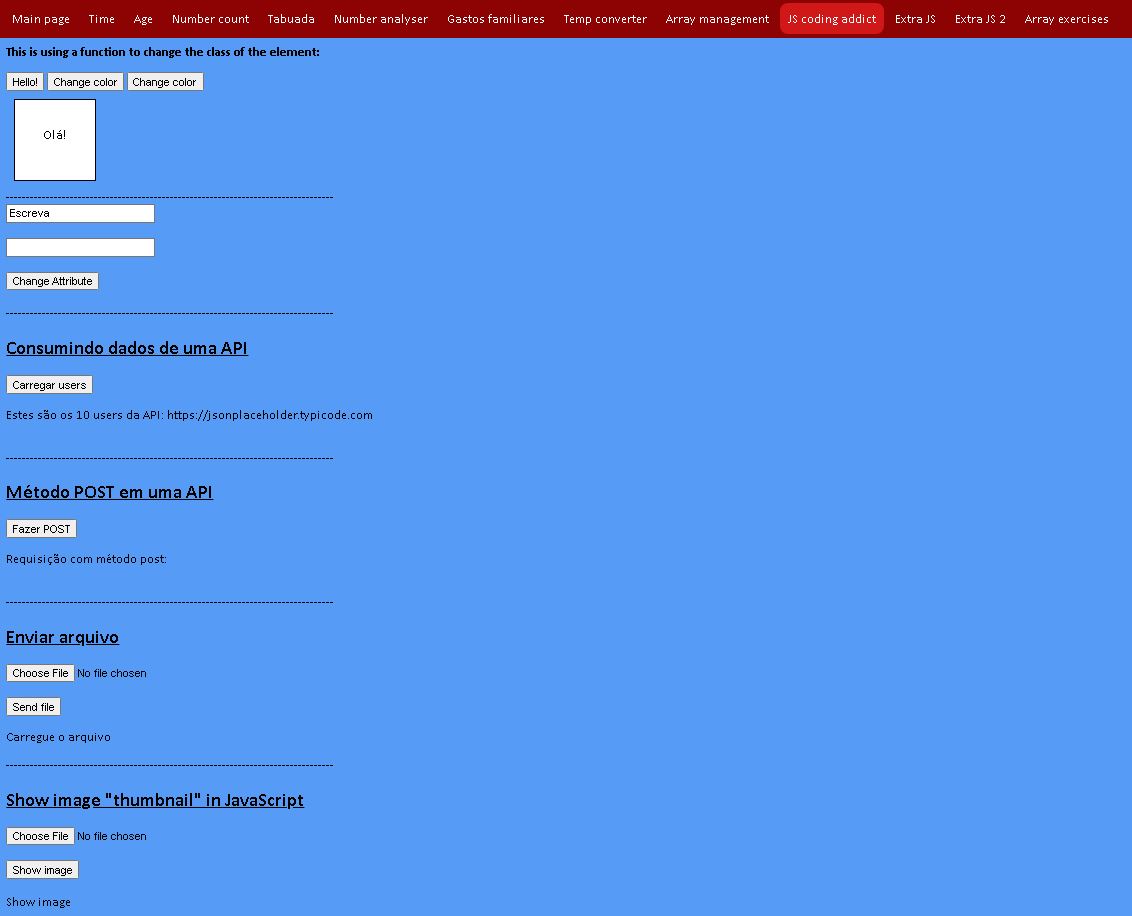 Main page Time Age Number count Tabuada Number analyser Gastos familiares Temp converter Array management JS coding addict Extra JS Extra JS 2 Array exercises
This is using a function to change the class of the element:
Hello! Change color Change color
Olá!
--------------------------------------------------------------------------------
Escreva
Change Attribute
--------------------------------------------------------------------------------
Consumindo dados de uma API
Carregar users
Estes são os 10 users da API: https://jsonplaceholder.typicode.com
--------------------------------------------------------------------------------
Método POST em uma API
Fazer POST
Requisição com método post:
--------------------------------------------------------------------------------
Enviar arquivo
Choose File No file chosen
Send file
Carregue o arquivo
--------------------------------------------------------------------------------
Show image "thumbnail" in JavaScript
Choose File No file chosen
Show image
Show image